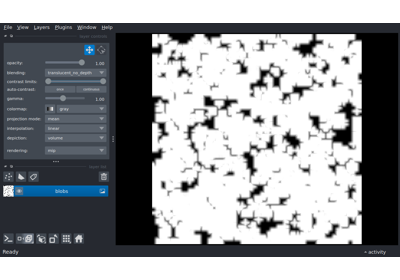 File View Layers Plugins Window Help
opacity: 1.00
blending: translucent_no_depth
contrast limits:
auto-contrast: once continuous
gamma: 1.00
colormap: gray
projection mode: mean
interpolation: linear
depiction: volume
rendering: mip
blobs
Ready activity